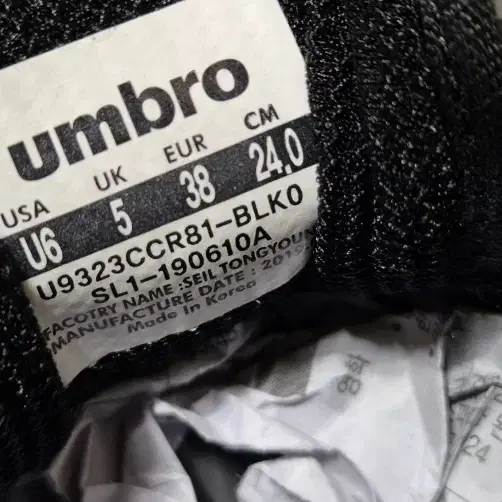 umbro
USA UK EUR CM
U6 5 38 24.0
U9323CCR81-BLK0
SL1-190610A
FACOTRY NAME :SEIL TONGYOUN
MANUFACTURE DATE : 2019
Made In Korea
24